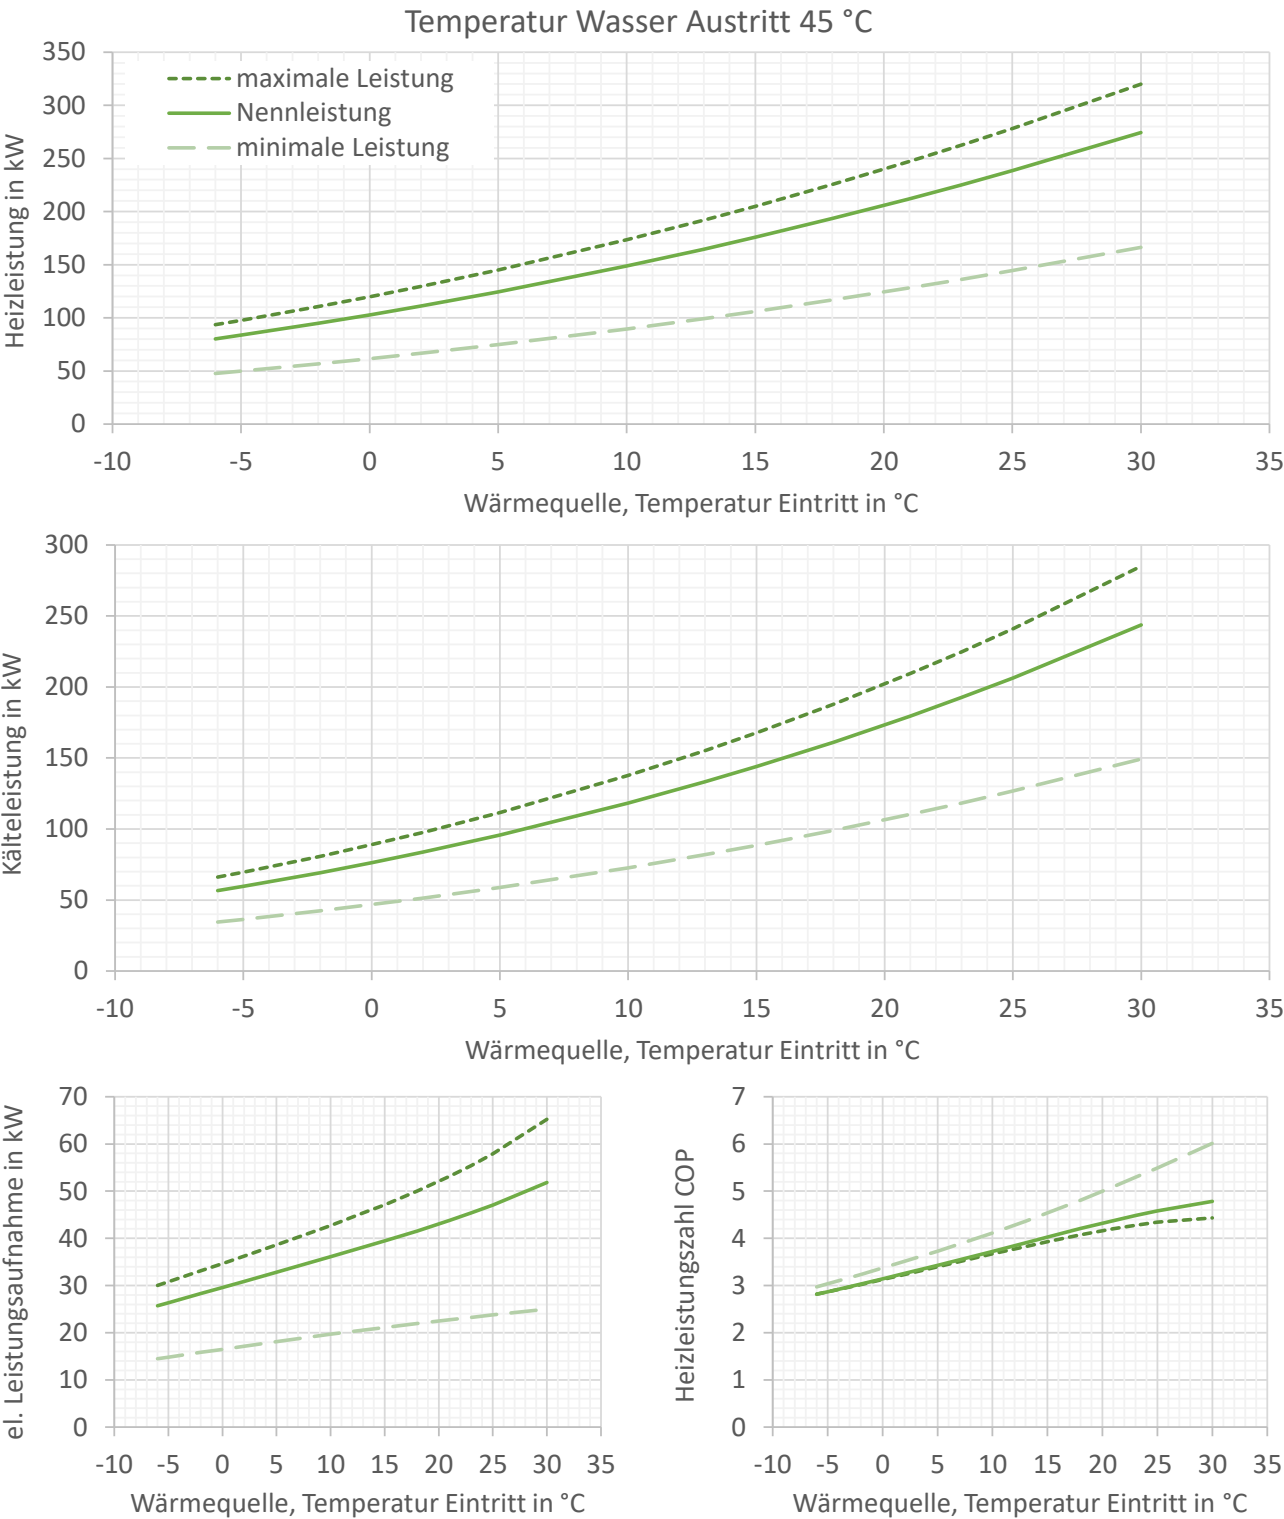 Temperatur Wasser Austritt 45 °C
Heizleistung in kW
350
300
250
200
150
100
50
0
maximale Leistung
Nennleistung
minimale Leistung
-10 -5 0 5 10 15 20 25 30 35
Wärmequelle, Temperatur Eintritt in °C
Kälteleistung in kW
300
250
200
150
100
50
0
-10 -5 0 5 10 15 20 25 30 35
Wärmequelle, Temperatur Eintritt in °C
el. Leistungsaufnahme in kW
70
60
50
40
30
20
10
0
-10 -5 0 5 10 15 20 25 30 35
Wärmequelle, Temperatur Eintritt in °C
Heizleistungszahl COP
7
6
5
4
3
2
1
0
-10 -5 0 5 10 15 20 25 30 35
Wärmequelle, Temperatur Eintritt in °C